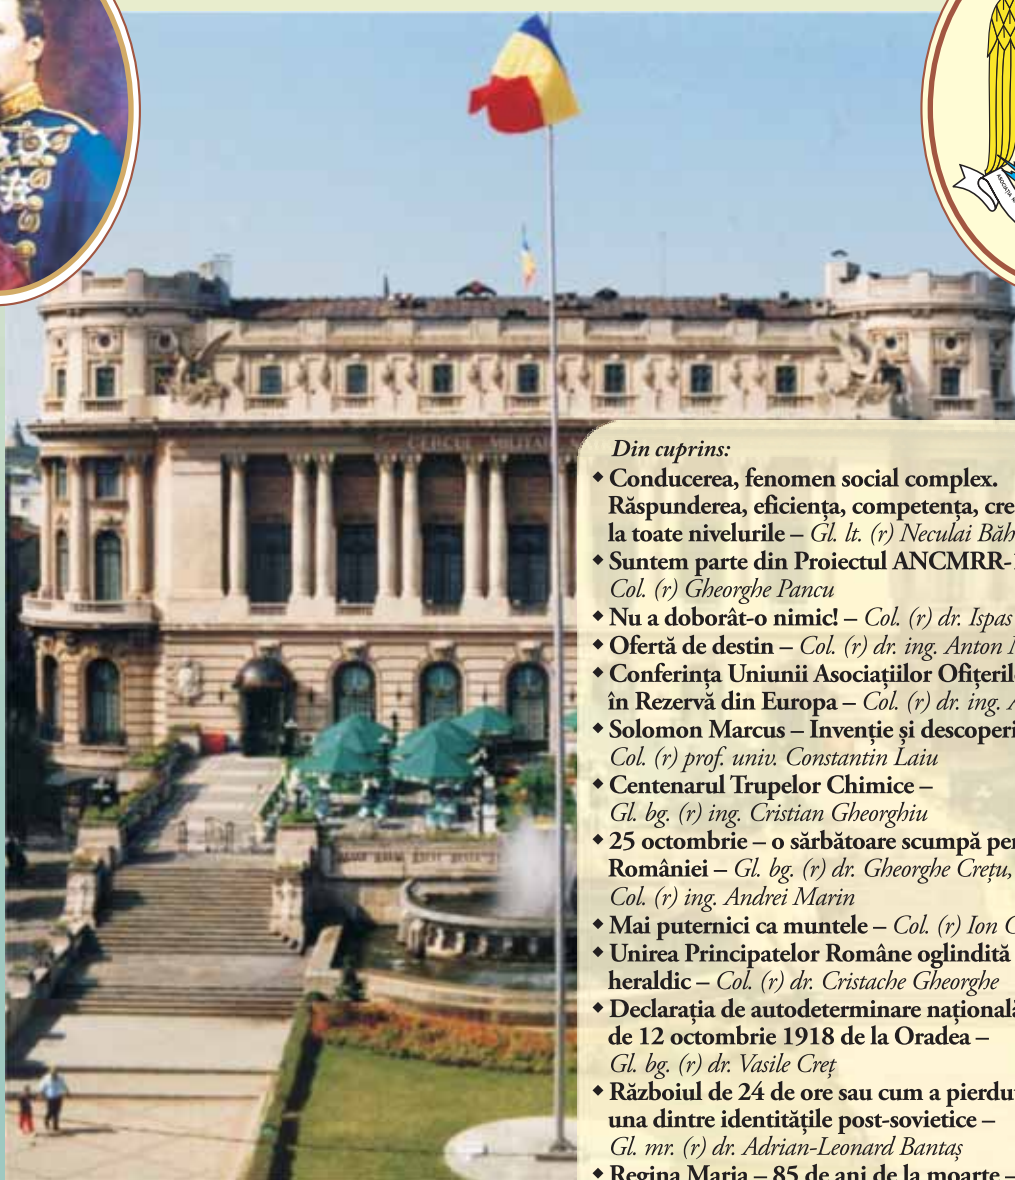 CERCUL MILITAR
Din cuprins:
◆ Conducerea, fenomen social complex.
Răspunderea, eficiența, competența, cre
la toate nivelurile – Gl. lt. (r) Neculai Băh
◆ Suntem parte din Proiectul ANCMRR-
Col. (r) Gheorghe Pancu
◆ Nu a doborât-o nimic! – Col. (r) dr. Ispas
◆ Ofertă de destin – Col. (r) dr. ing. Anton
◆ Conferința Uniunii Asociațiilor Ofițeril
în Rezervă din Europa – Col. (r) dr. ing.
◆ Solomon Marcus – Invenție și descoperi
Col. (r) prof. univ. Constantin Laiu
◆ Centenarul Trupelor Chimice –
Gl. bg. (r) ing. Cristian Gheorghiu
◆ 25 octombrie – o sărbătoare scumpă pe
României – Gl. bg. (r) dr. Gheorghe Crețu,
Col. (r) ing. Andrei Marin
◆ Mai puternici ca muntele – Col. (r) Ion
◆ Unirea Principatelor Române oglindită
heraldic – Col. (r) dr. Cristache Gheorghe
◆ Declarația de autodeterminare național
de 12 octombrie 1918 de la Oradea –
Gl. bg. (r) dr. Vasile Creț
◆ Războiul de 24 de ore sau cum a pierdu
una dintre identitățile post-sovietice –
Gl. mr. (r) dr. Adrian-Leonard Bantaș
◆ Regina Maria – 85 de ani de la moarte –